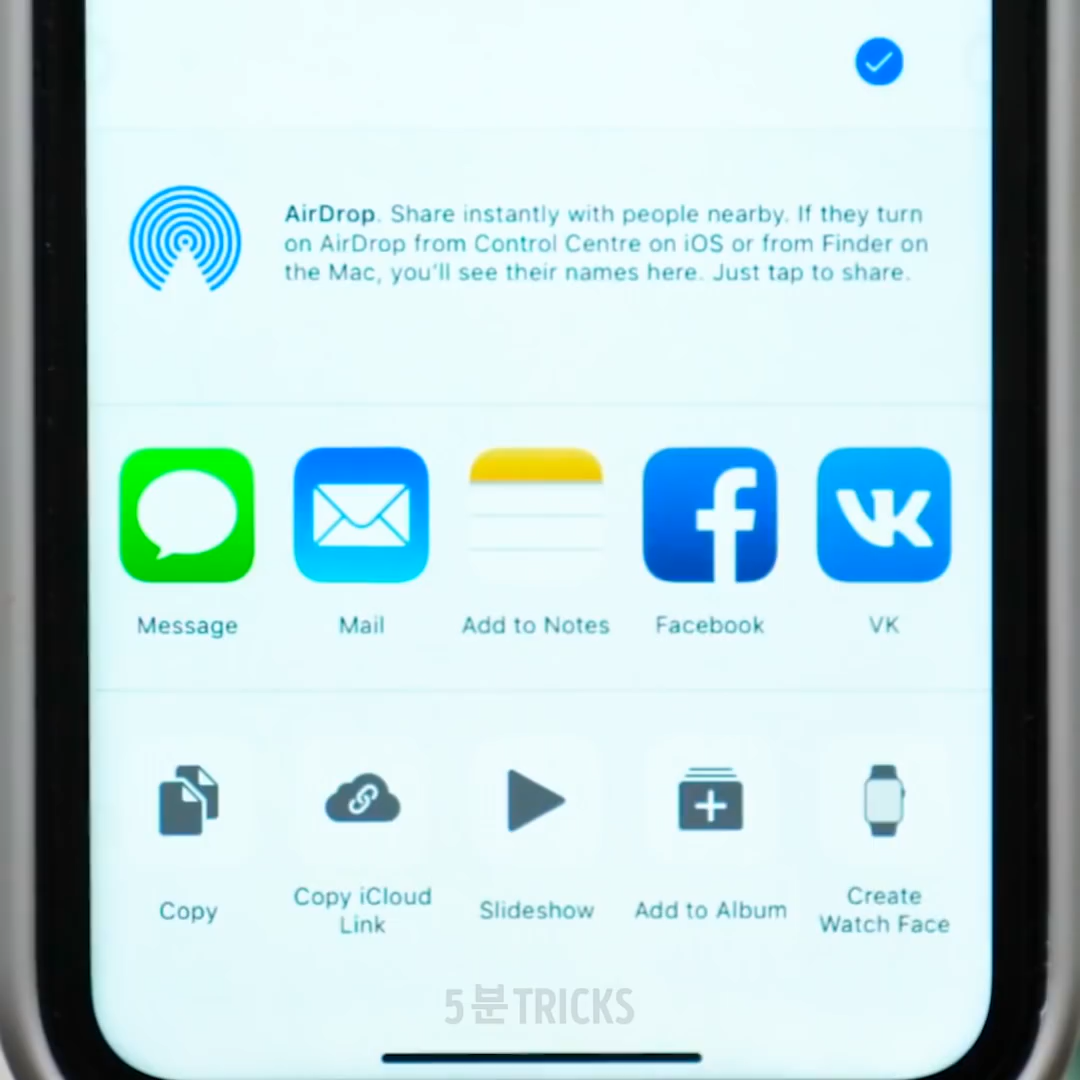 AirDrop. Share instantly with people nearby. If they turn
on AirDrop from Control Centre on iOS or from Finder on
the Mac, you'll see their names here. Just tap to share.
Message
Mail
Add to Notes
Facebook
VK
Copy
Copy iCloud
Link
Slideshow
Add to Album
Create
Watch Face
5분TRICKS